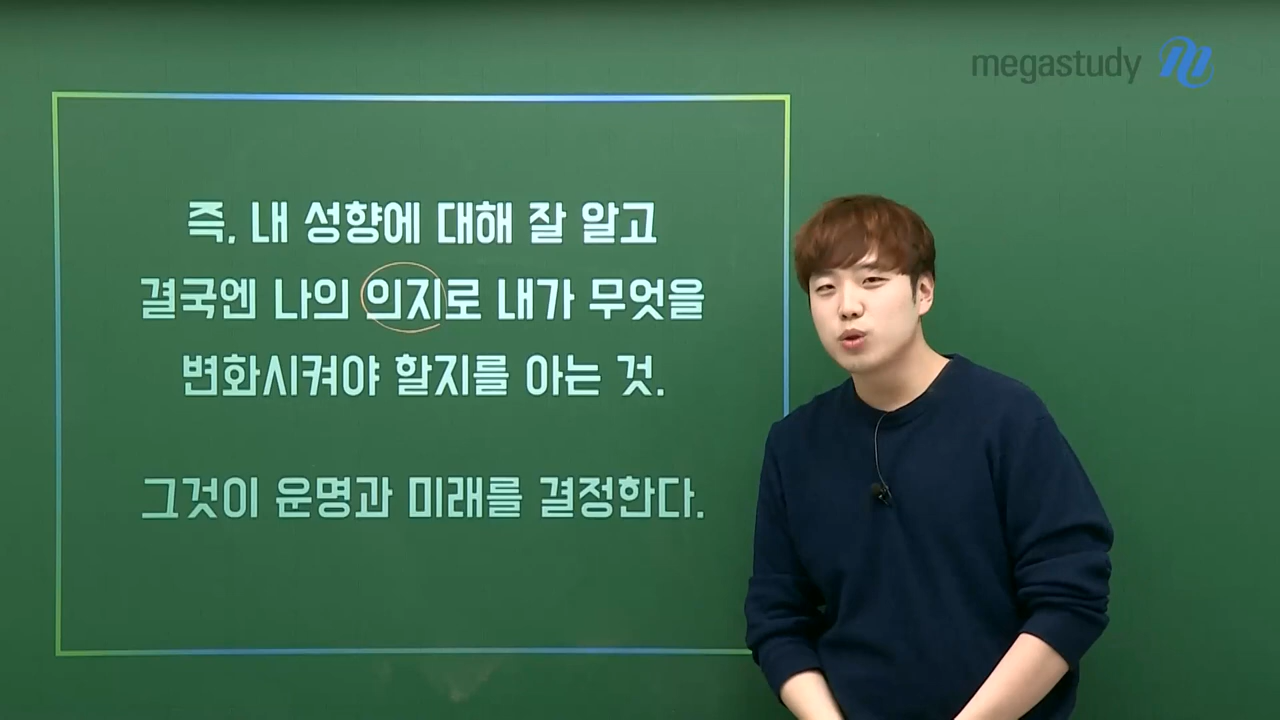 megastudy
즉, 내 성향에 대해 잘 알고
결국엔 나의 의지로 내가 무엇을
변화시켜야 할지를 아는 것.
그것이 운명과 미래를 결정한다.